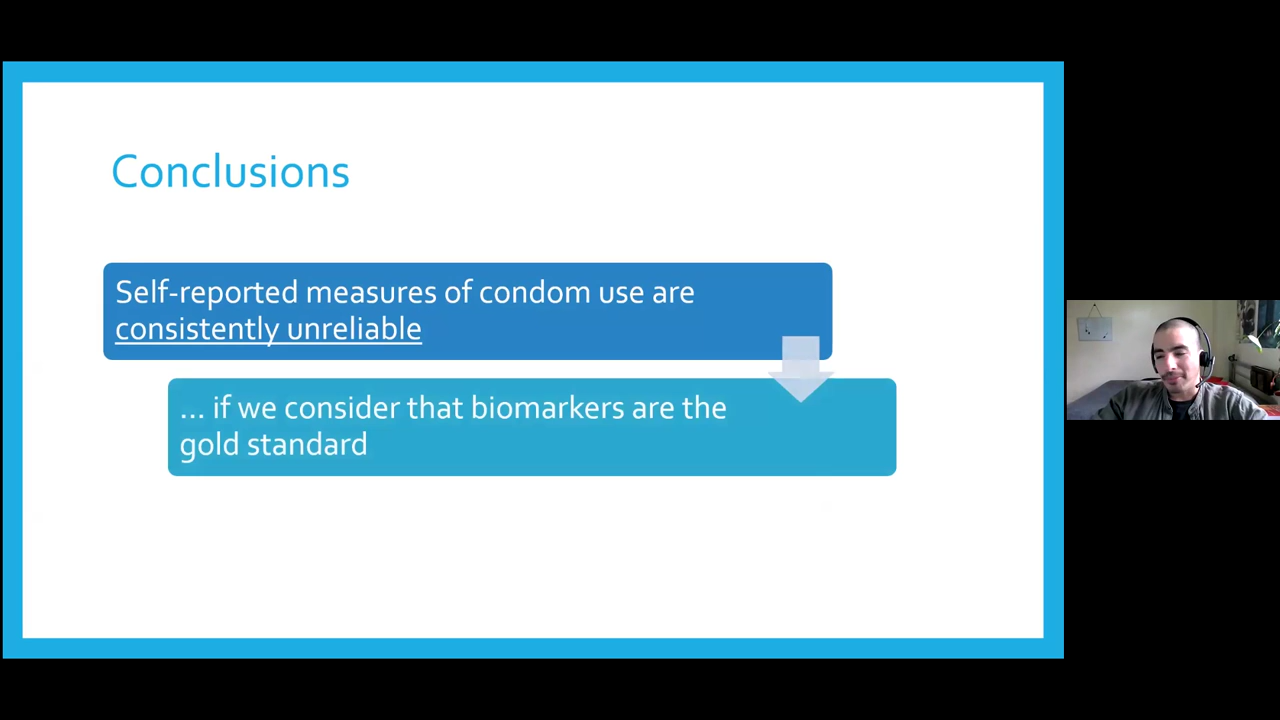 Conclusions
Self-reported measures of condom use are
consistently unreliable
... if we consider that biomarkers are the
gold standard